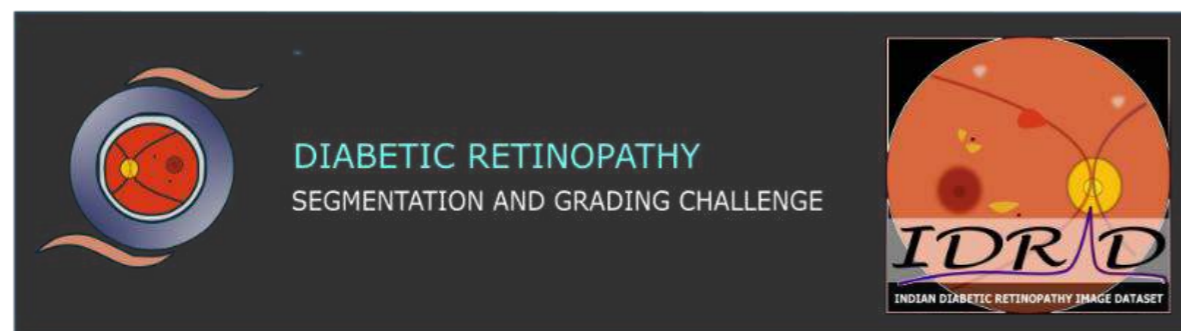 DIABETIC RETINOPATHY
SEGMENTATION AND GRADING CHALLENGE
IDRiD
INDIAN DIABETIC RETINOPATHY IMAGE DATASET